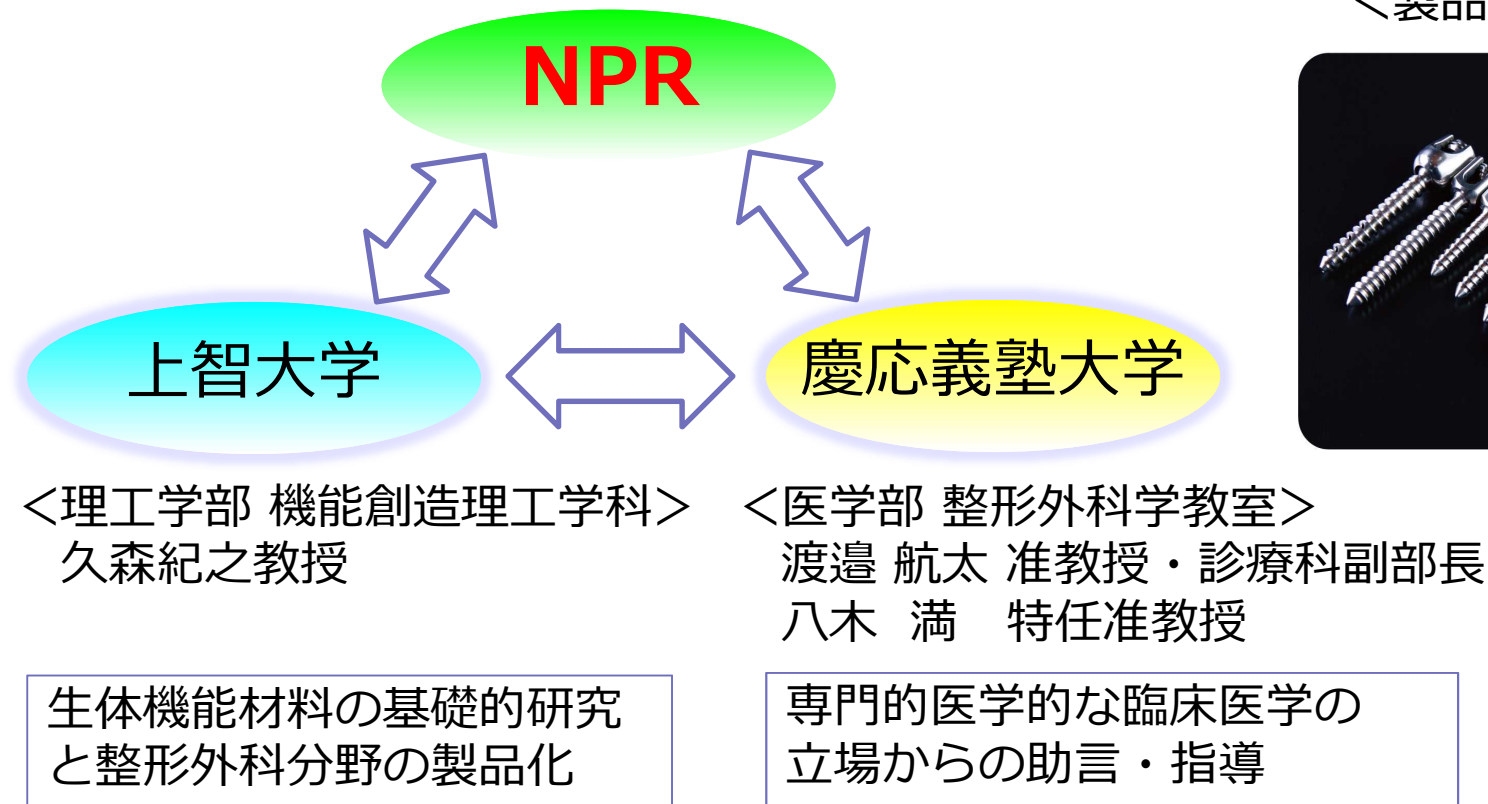 ＜製品
NPR
上智大学
慶応義塾大学
＜理工学部 機能創造理工学科＞
久森紀之教授
＜医学部 整形外科学教室＞
渡邉 航太 准教授・診療科副部長
八木　満　特任准教授
生体機能材料の基礎的研究
と整形外科分野の製品化
専門的医学的な臨床医学の
立場からの助言・指導